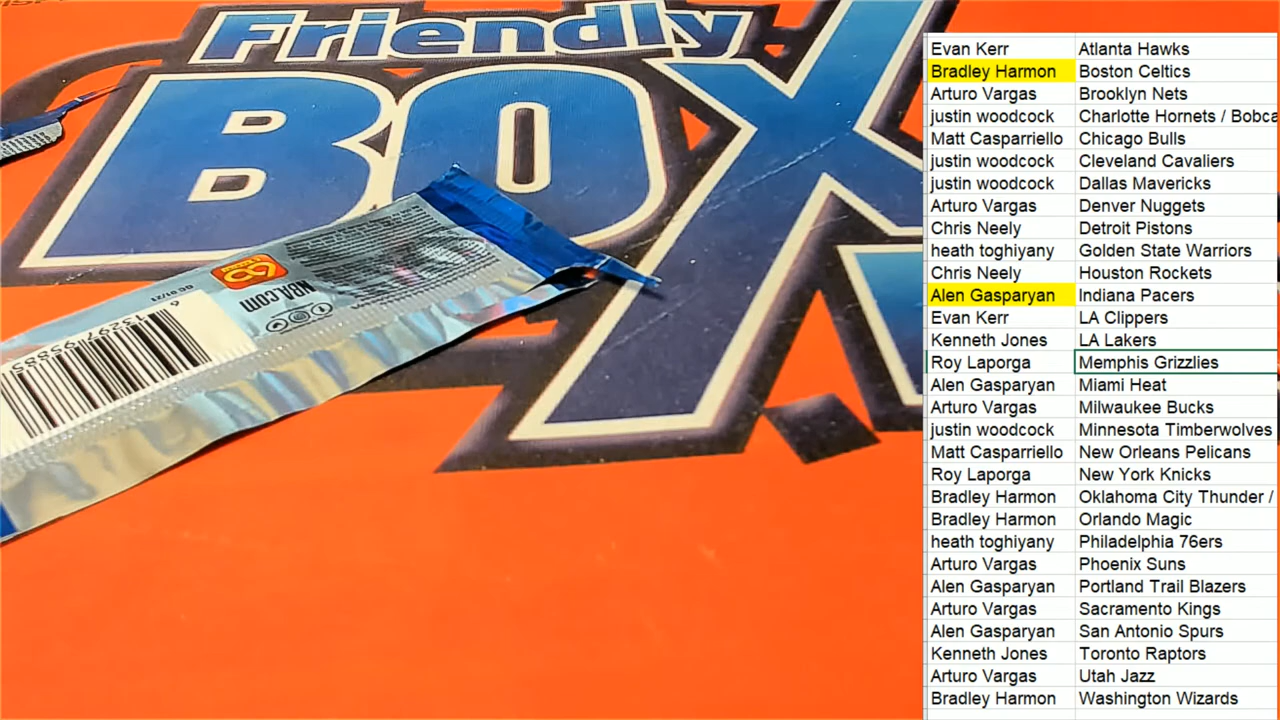 Friendly
BOX
NBA.com
BC 01/21
Evan Kerr Atlanta Hawks
Bradley Harmon Boston Celtics
Arturo Vargas Brooklyn Nets
justin woodcock Charlotte Hornets / Bobca
Matt Casparriello Chicago Bulls
justin woodcock Cleveland Cavaliers
justin woodcock Dallas Mavericks
Arturo Vargas Denver Nuggets
Chris Neely Detroit Pistons
heath toghiyany Golden State Warriors
Chris Neely Houston Rockets
Alen Gasparyan Indiana Pacers
Evan Kerr LA Clippers
Kenneth Jones LA Lakers
Roy Laporga Memphis Grizzlies
Alen Gasparyan Miami Heat
Arturo Vargas Milwaukee Bucks
justin woodcock Minnesota Timberwolves
Matt Casparriello New Orleans Pelicans
Roy Laporga New York Knicks
Bradley Harmon Oklahoma City Thunder /
Bradley Harmon Orlando Magic
heath toghiyany Philadelphia 76ers
Arturo Vargas Phoenix Suns
Alen Gasparyan Portland Trail Blazers
Arturo Vargas Sacramento Kings
Alen Gasparyan San Antonio Spurs
Kenneth Jones Toronto Raptors
Arturo Vargas Utah Jazz
Bradley Harmon Washington Wizards